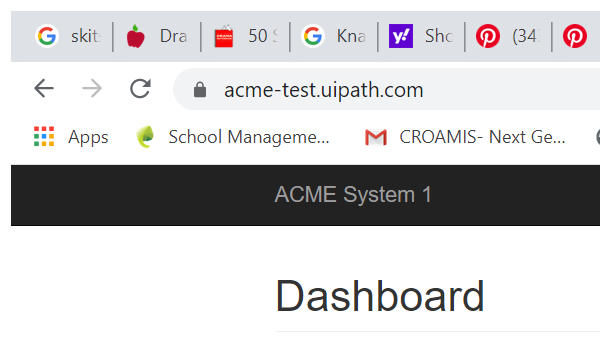 skit Dra 50 Kna Sho (34
acme-test.uipath.com
Apps School Manageme... CROAMIS- Next Ge...
ACME System 1
Dashboard